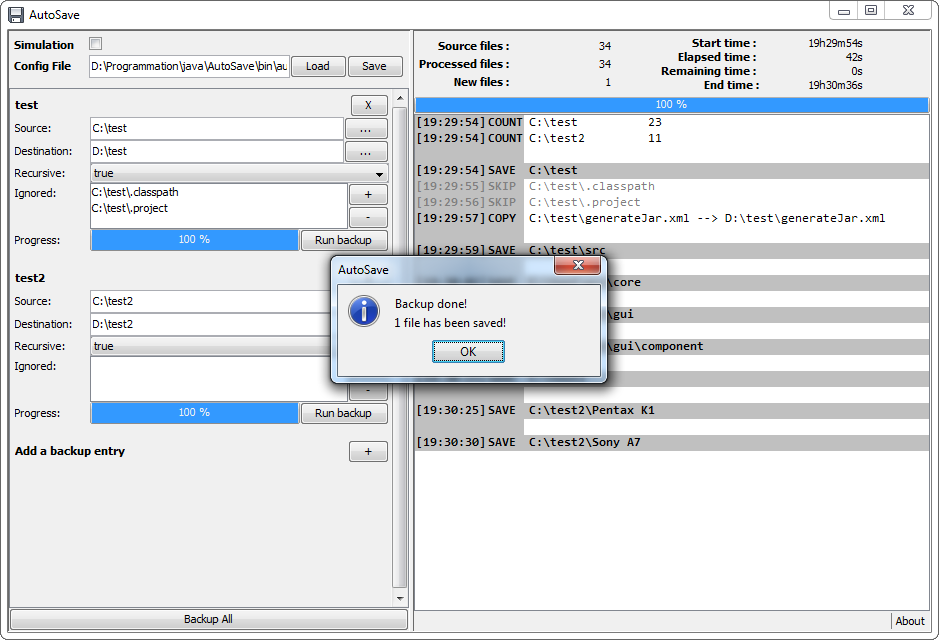 AutoSave
Simulation
Config File D:\Programmation\java\AutoSave\bin\au Load Save
test X
Source: C:\test ...
Destination: D:\test ...
Recursive: true
Ignored: C:\test\.classpath +
C:\test\.project
-
Progress: 100 % Run backup
test2
Source: C:\test2
Destination: D:\test2
Recursive: true
Ignored:
-
Progress: 100 % Run backup
Add a backup entry +
Backup All
Source files : 34
Processed files : 34
New files : 1
Start time : 19h29m54s
Elapsed time : 42s
Remaining time : 0s
End time : 19h30m36s
100 %
[19:29:54] COUNT C:\test 23
[19:29:54] COUNT C:\test2 11
[19:29:54] SAVE C:\test
[19:29:55] SKIP C:\test\.classpath
[19:29:56] SKIP C:\test\.project
[19:29:57] COPY C:\test\generateJar.xml --> D:\test\generateJar.xml
[19:29:59] SAVE C:\test\src
\core
\gui
\gui\component
[19:30:25] SAVE C:\test2\Pentax K1
[19:30:30] SAVE C:\test2\Sony A7
AutoSave
Backup done!
1 file has been saved!
OK
About